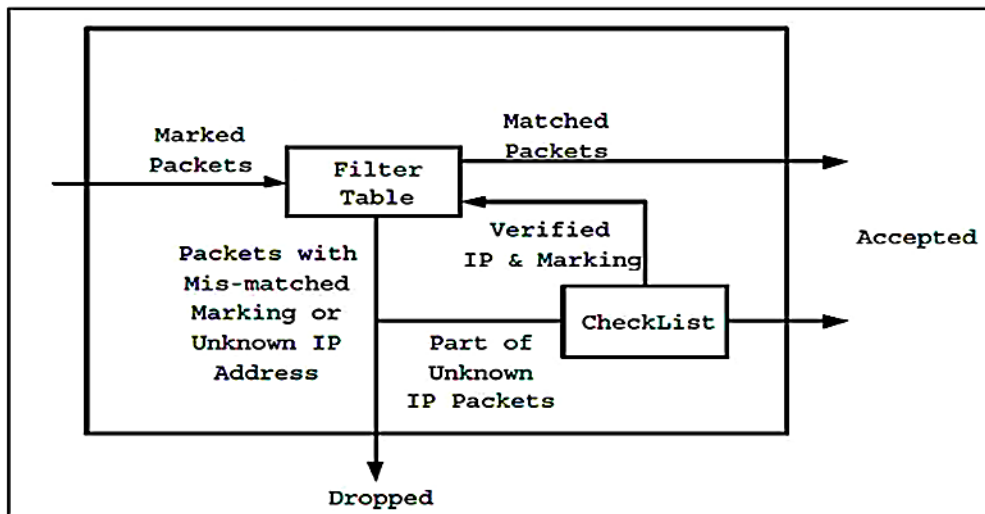 Marked
Packets
Filter
Table
Matched
Packets
Verified
IP & Marking
Accepted
Packets with
Mis-matched
Marking or
Unknown IP
Address
CheckList
Part of
Unknown
IP Packets
Dropped